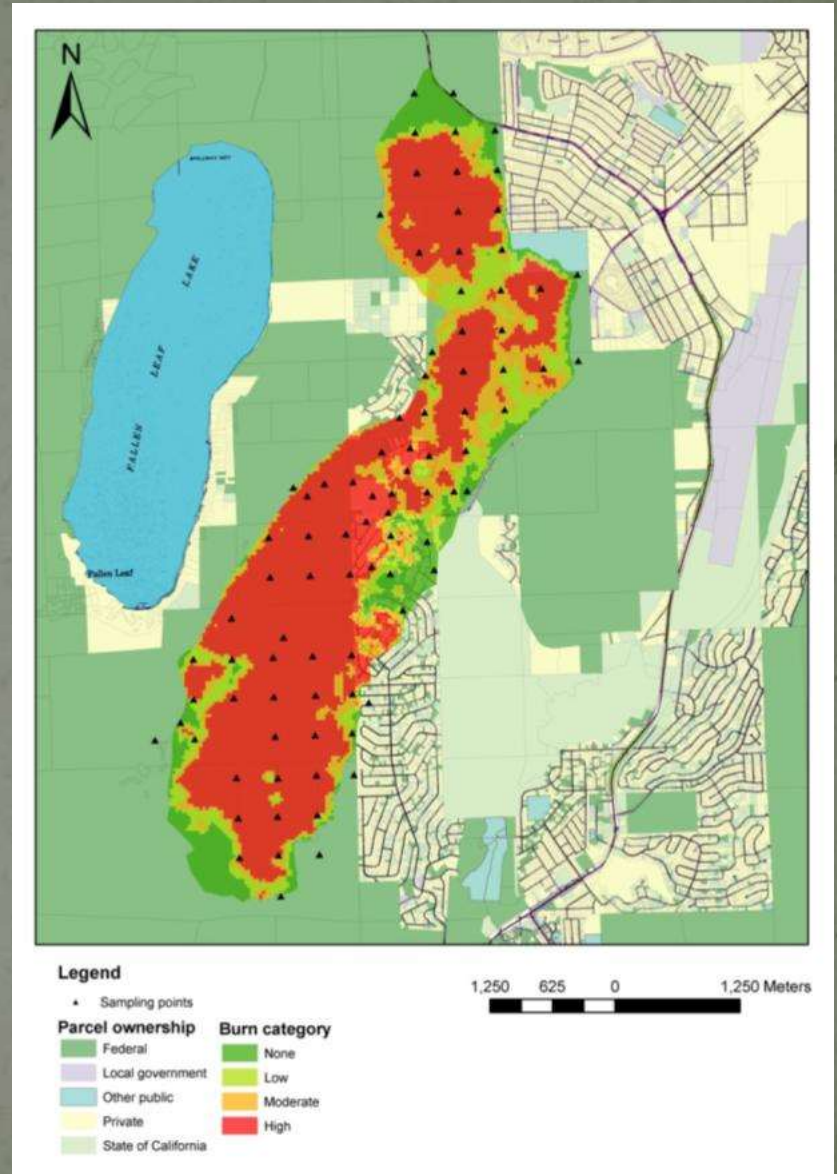 N
FALLEN LEAF LAKE
Fallen Leaf
Legend
Sampling points
Parcel ownership
Federal
Local government
Other public
Private
State of California
Burn category
None
Low
Moderate
High
1,250 625 0 1,250 Meters